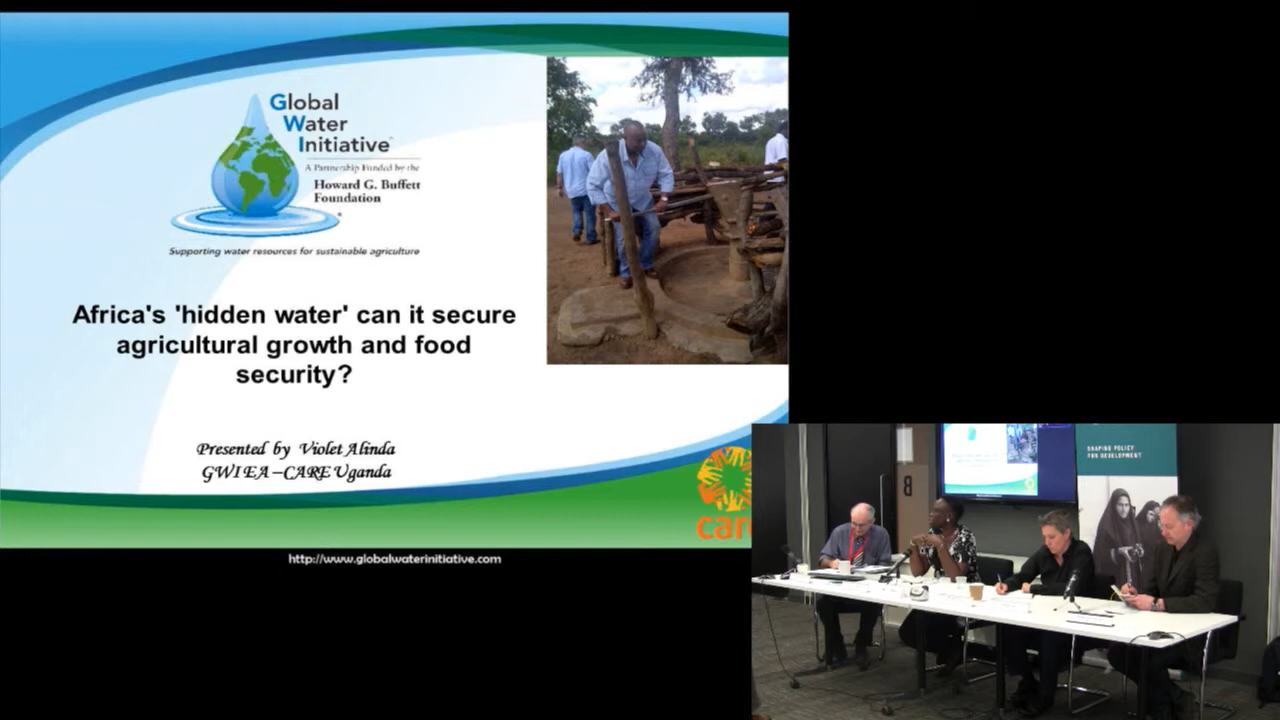 Global
Water
Initiative
A Partnership Funded by the
Howard G. Buffett
Foundation
Supporting water resources for sustainable agriculture
Africa's 'hidden water' can it secure
agricultural growth and food
security?
Presented by Violet Alinda
GWI EA –CARE Uganda
care
http://www.globalwaterinitiative.com
8
SHAPING POLICY
FOR DEVELOPMENT